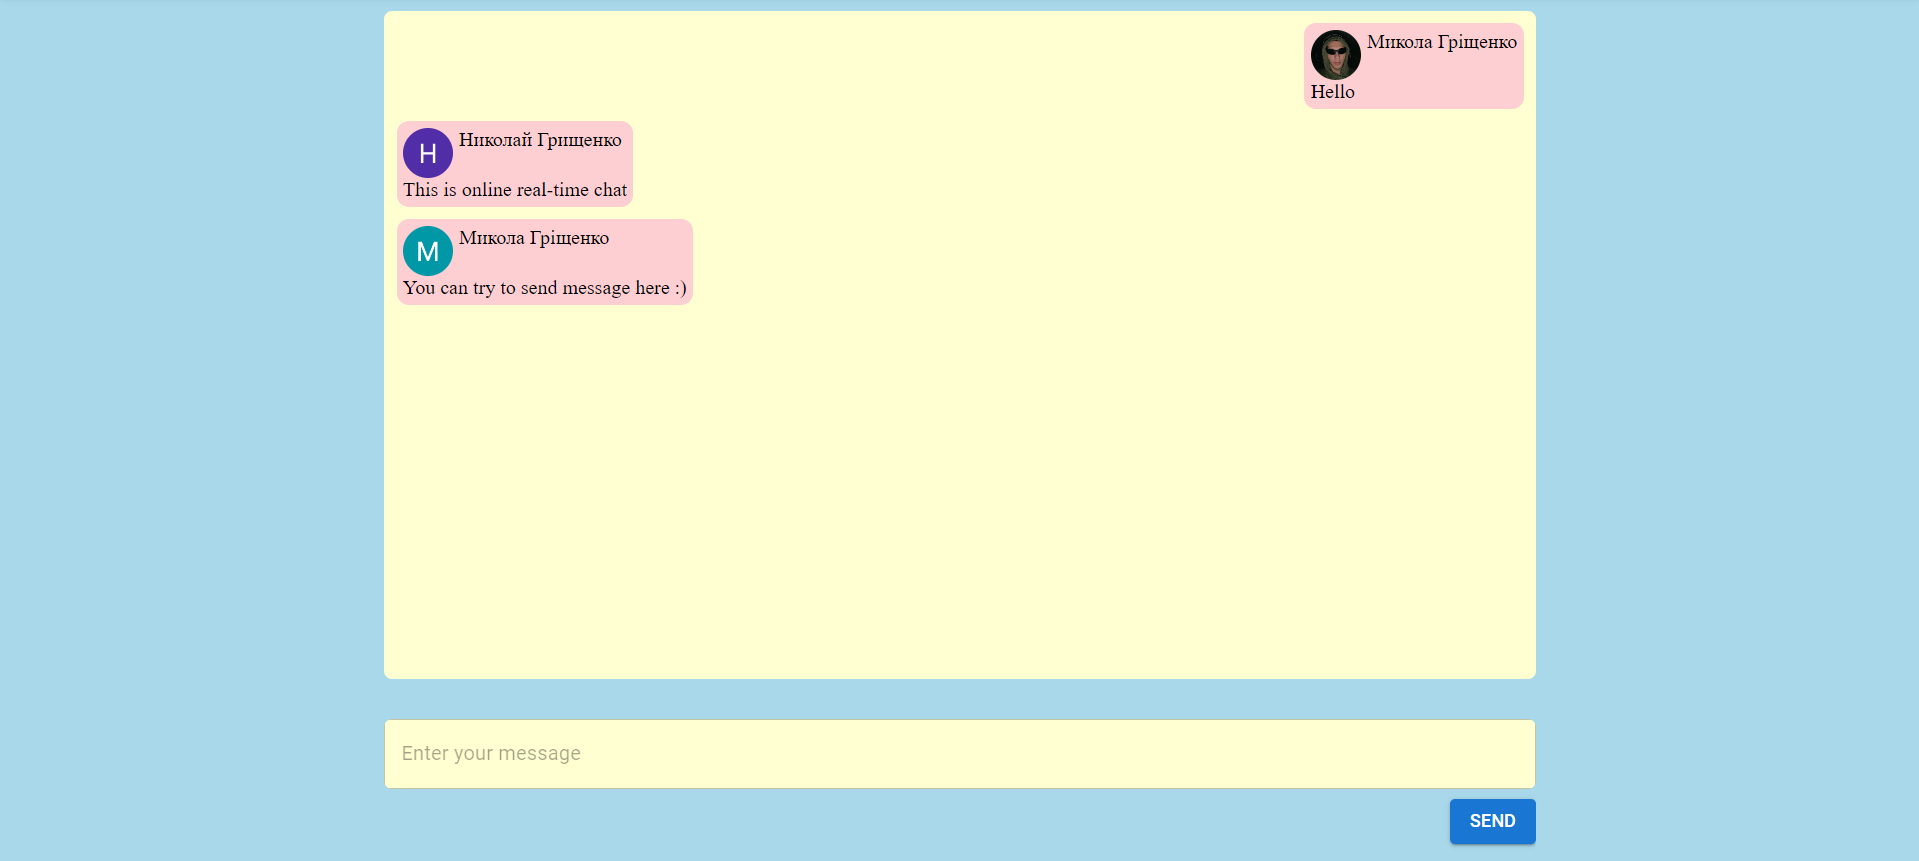 Микола Гріщенко
Hello
Н
Николай Грищенко
This is online real-time chat
М
Микола Гріщенко
You can try to send message here :)
Enter your message
SEND